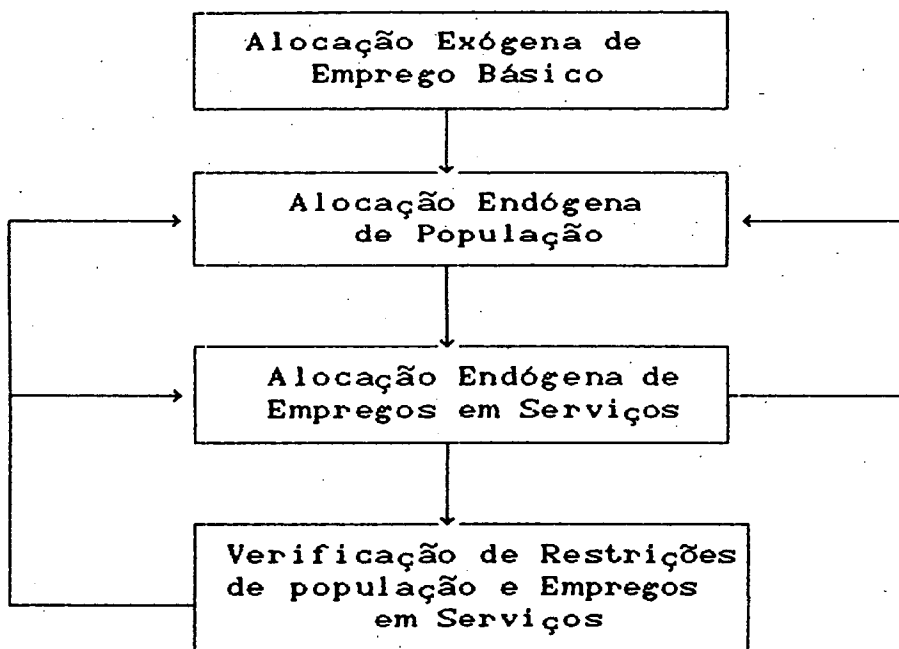 Alocação Exógena de
Emprego Básico
Alocação Endógena
de População
Alocação Endógena de
Empregos em Serviços
Verificação de Restrições
de população e Empregos
em Serviços